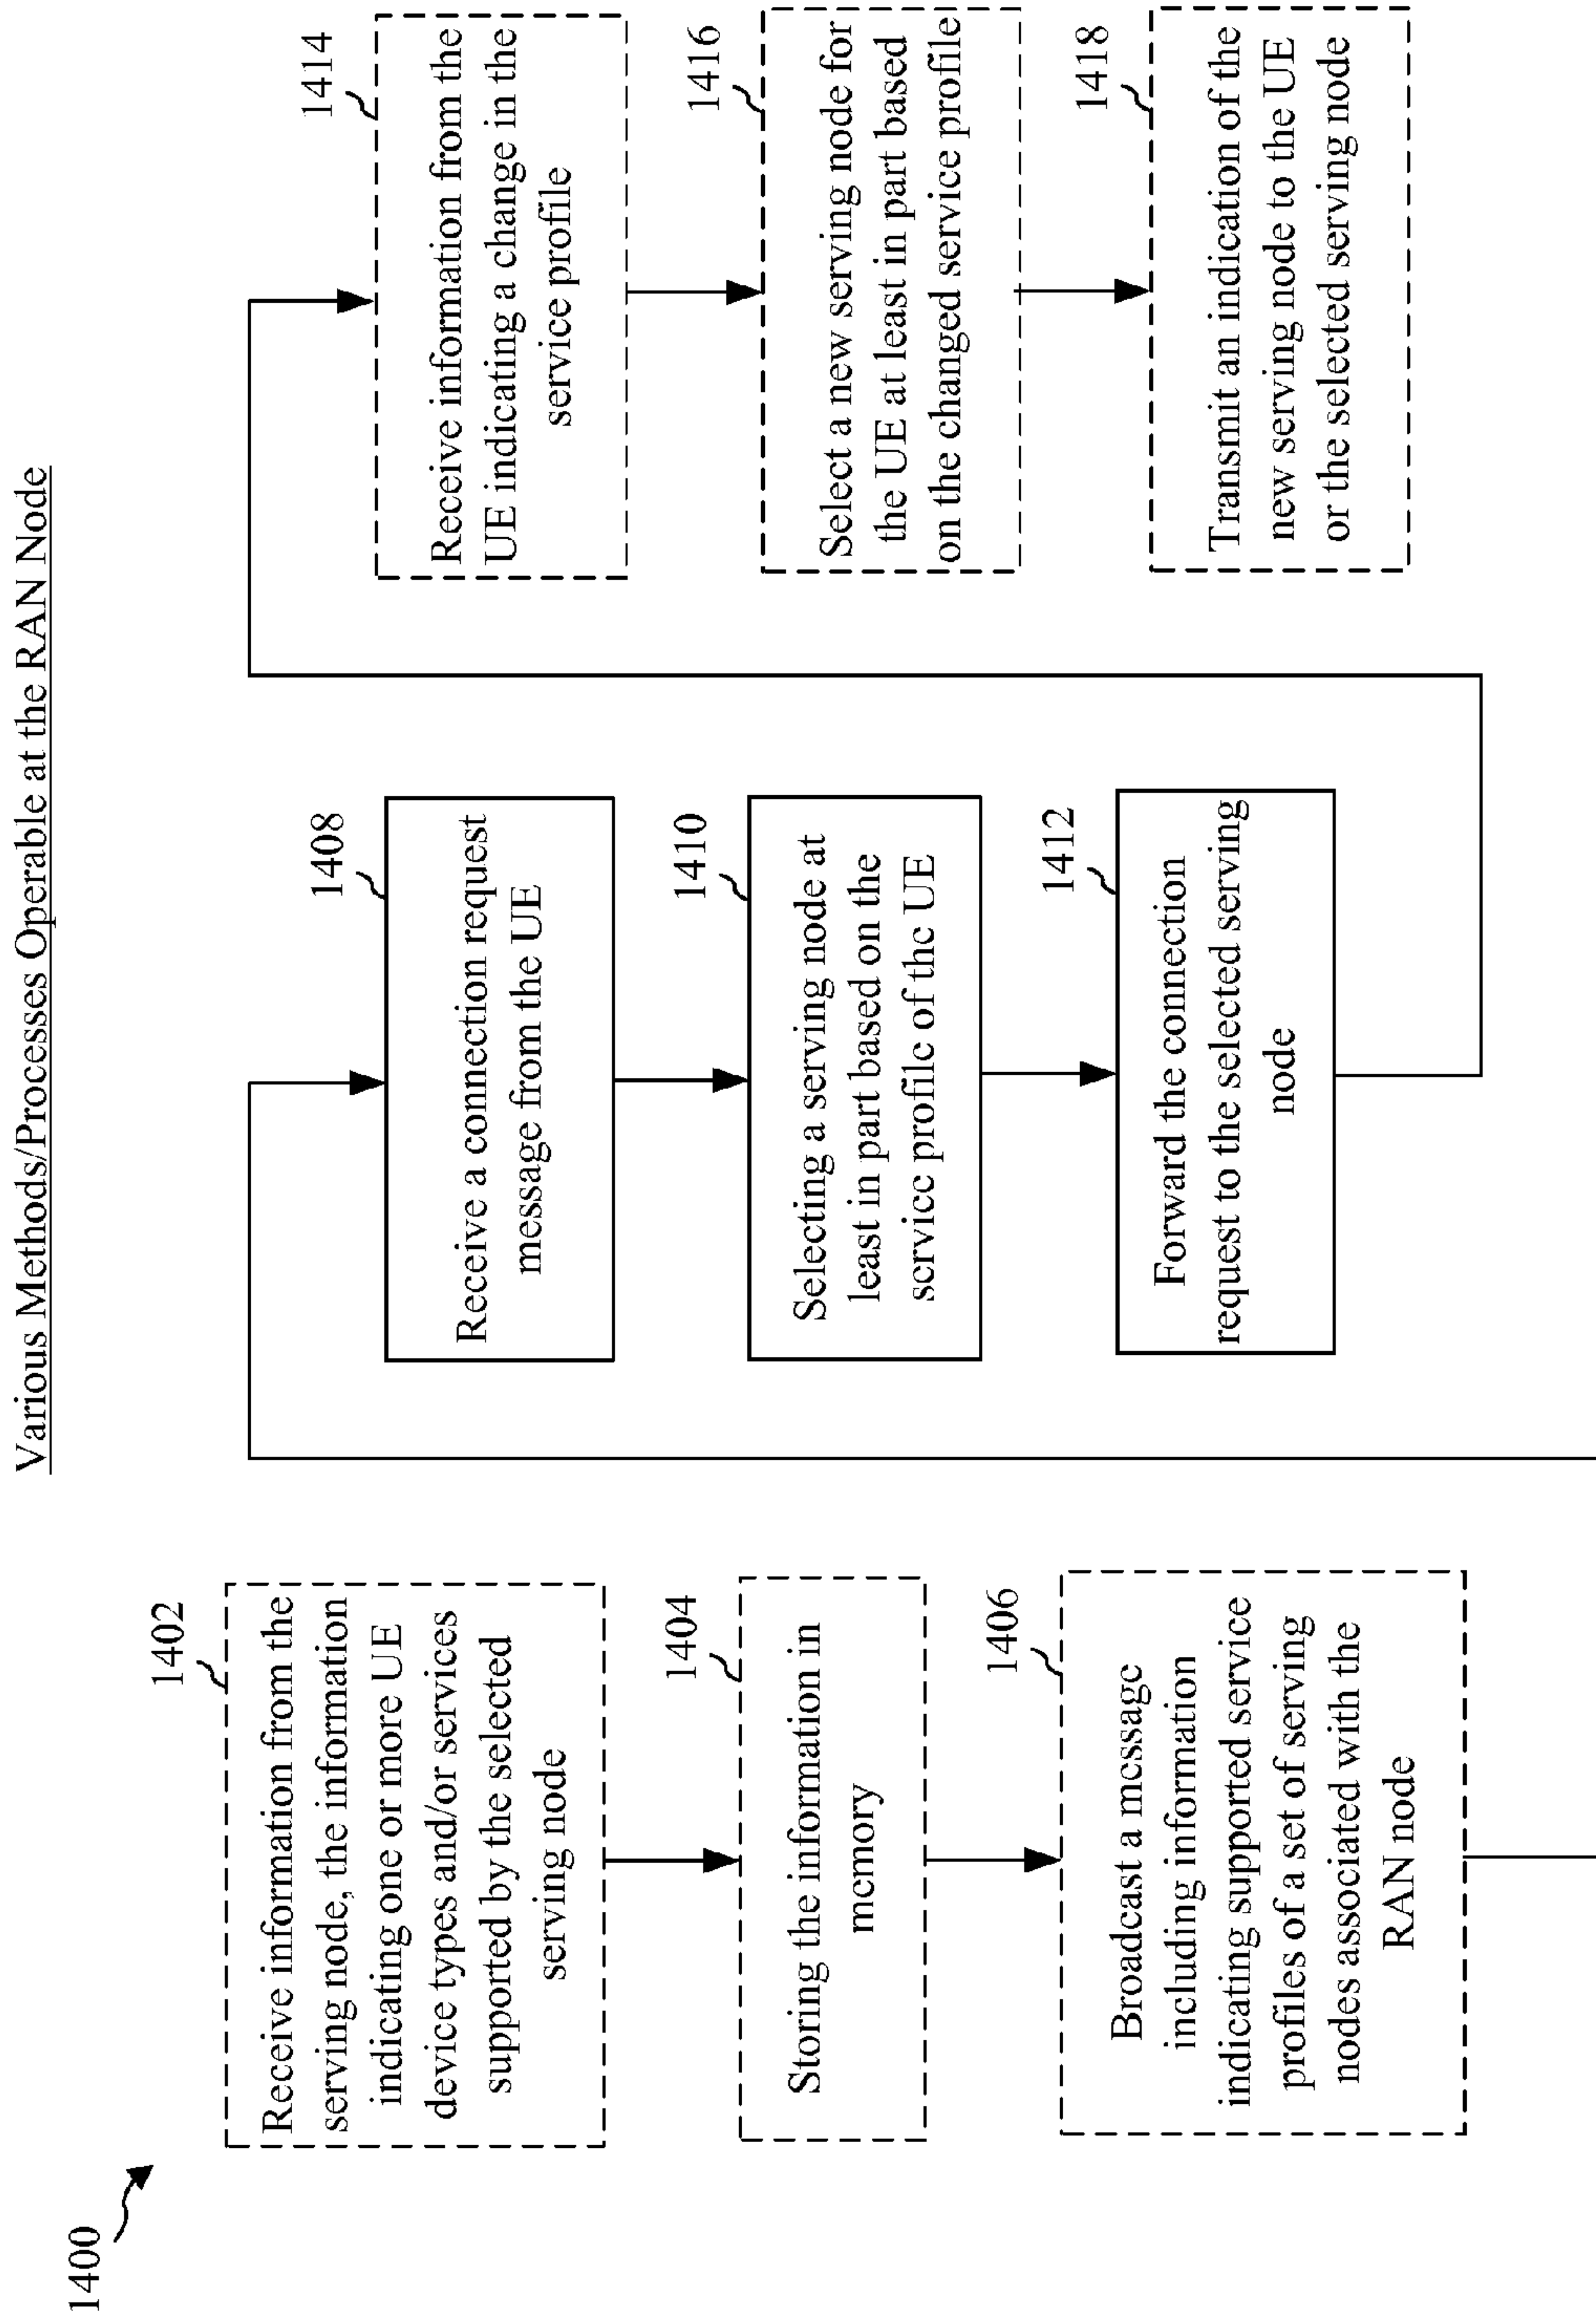 Various Methods/Processes Operable at the RAN Node
1400
1402
Receive information from the
serving node, the information
indicating one or more UE
device types and/or services
supported by the selected
serving node
1404
Storing the information in
memory
1406
Broadcast a message
including information
indicating supported service
profiles of a set of serving
nodes associated with the
RAN node
1408
Receive a connection request
message from the UE
1410
Selecting a serving node at
least in part based on the
service profile of the UE
1412
Forward the connection
request to the selected serving
node
1414
Receive information from the
UE indicating a change in the
service profile
1416
Select a new serving node for
the UE at least in part based
on the changed service profile
1418
Transmit an indication of the
new serving node to the UE
or the selected serving node